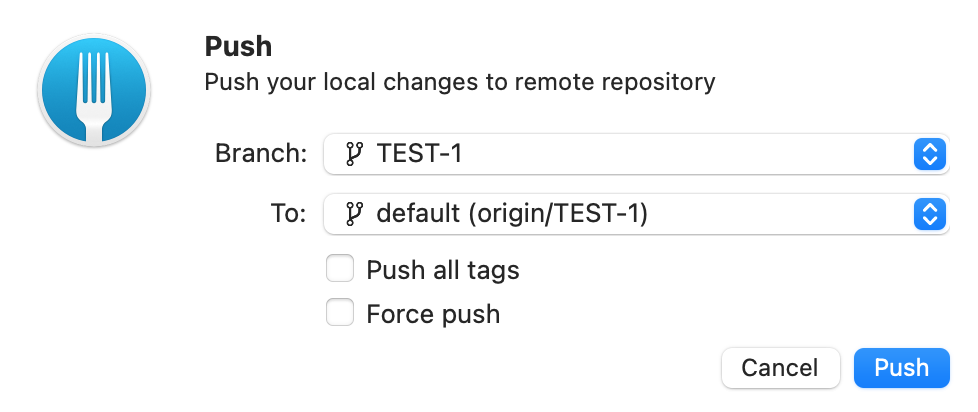 Push
Push your local changes to remote repository
Branch: TEST-1
To: default (origin/TEST-1)
Push all tags
Force push
Cancel Push